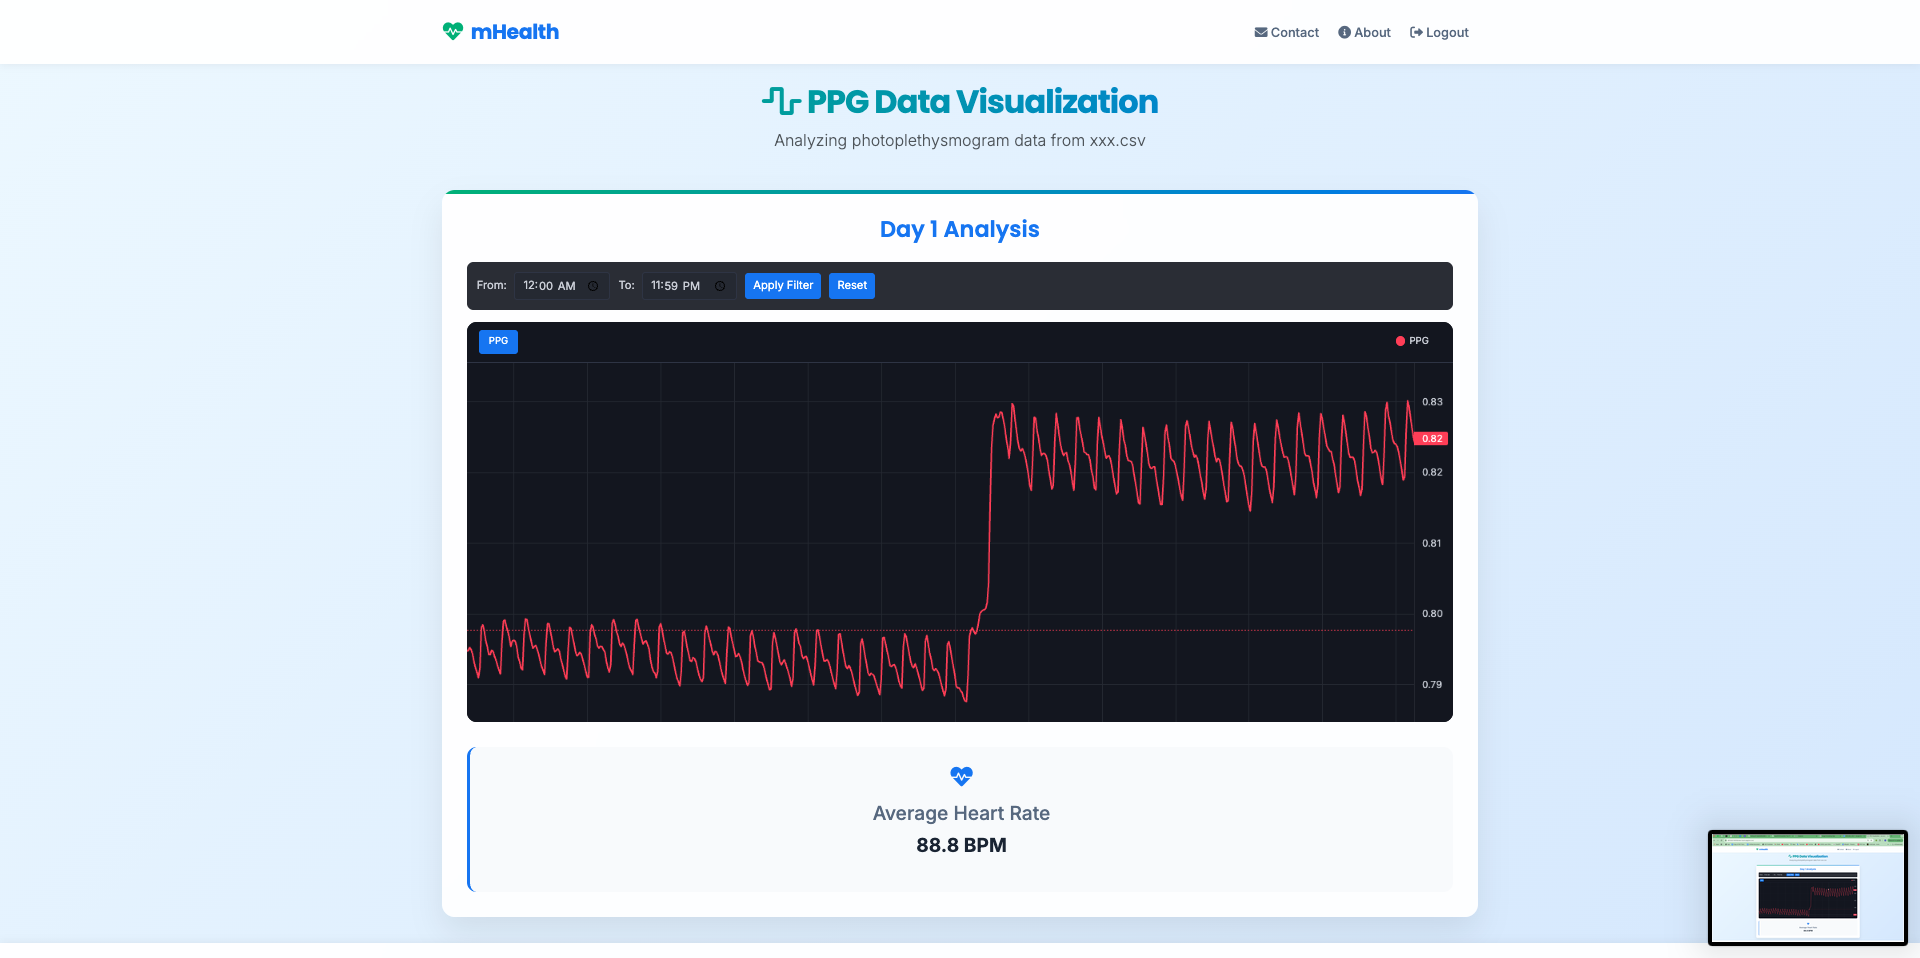 mHealth
Contact About Logout
PPG Data Visualization
Analyzing photoplethysmogram data from xxx.csv
Day 1 Analysis
From: 12:00 AM To: 11:59 PM Apply Filter Reset
PPG PPG
0.83
0.82
0.82
0.81
0.80
0.79
Average Heart Rate
88.8 BPM